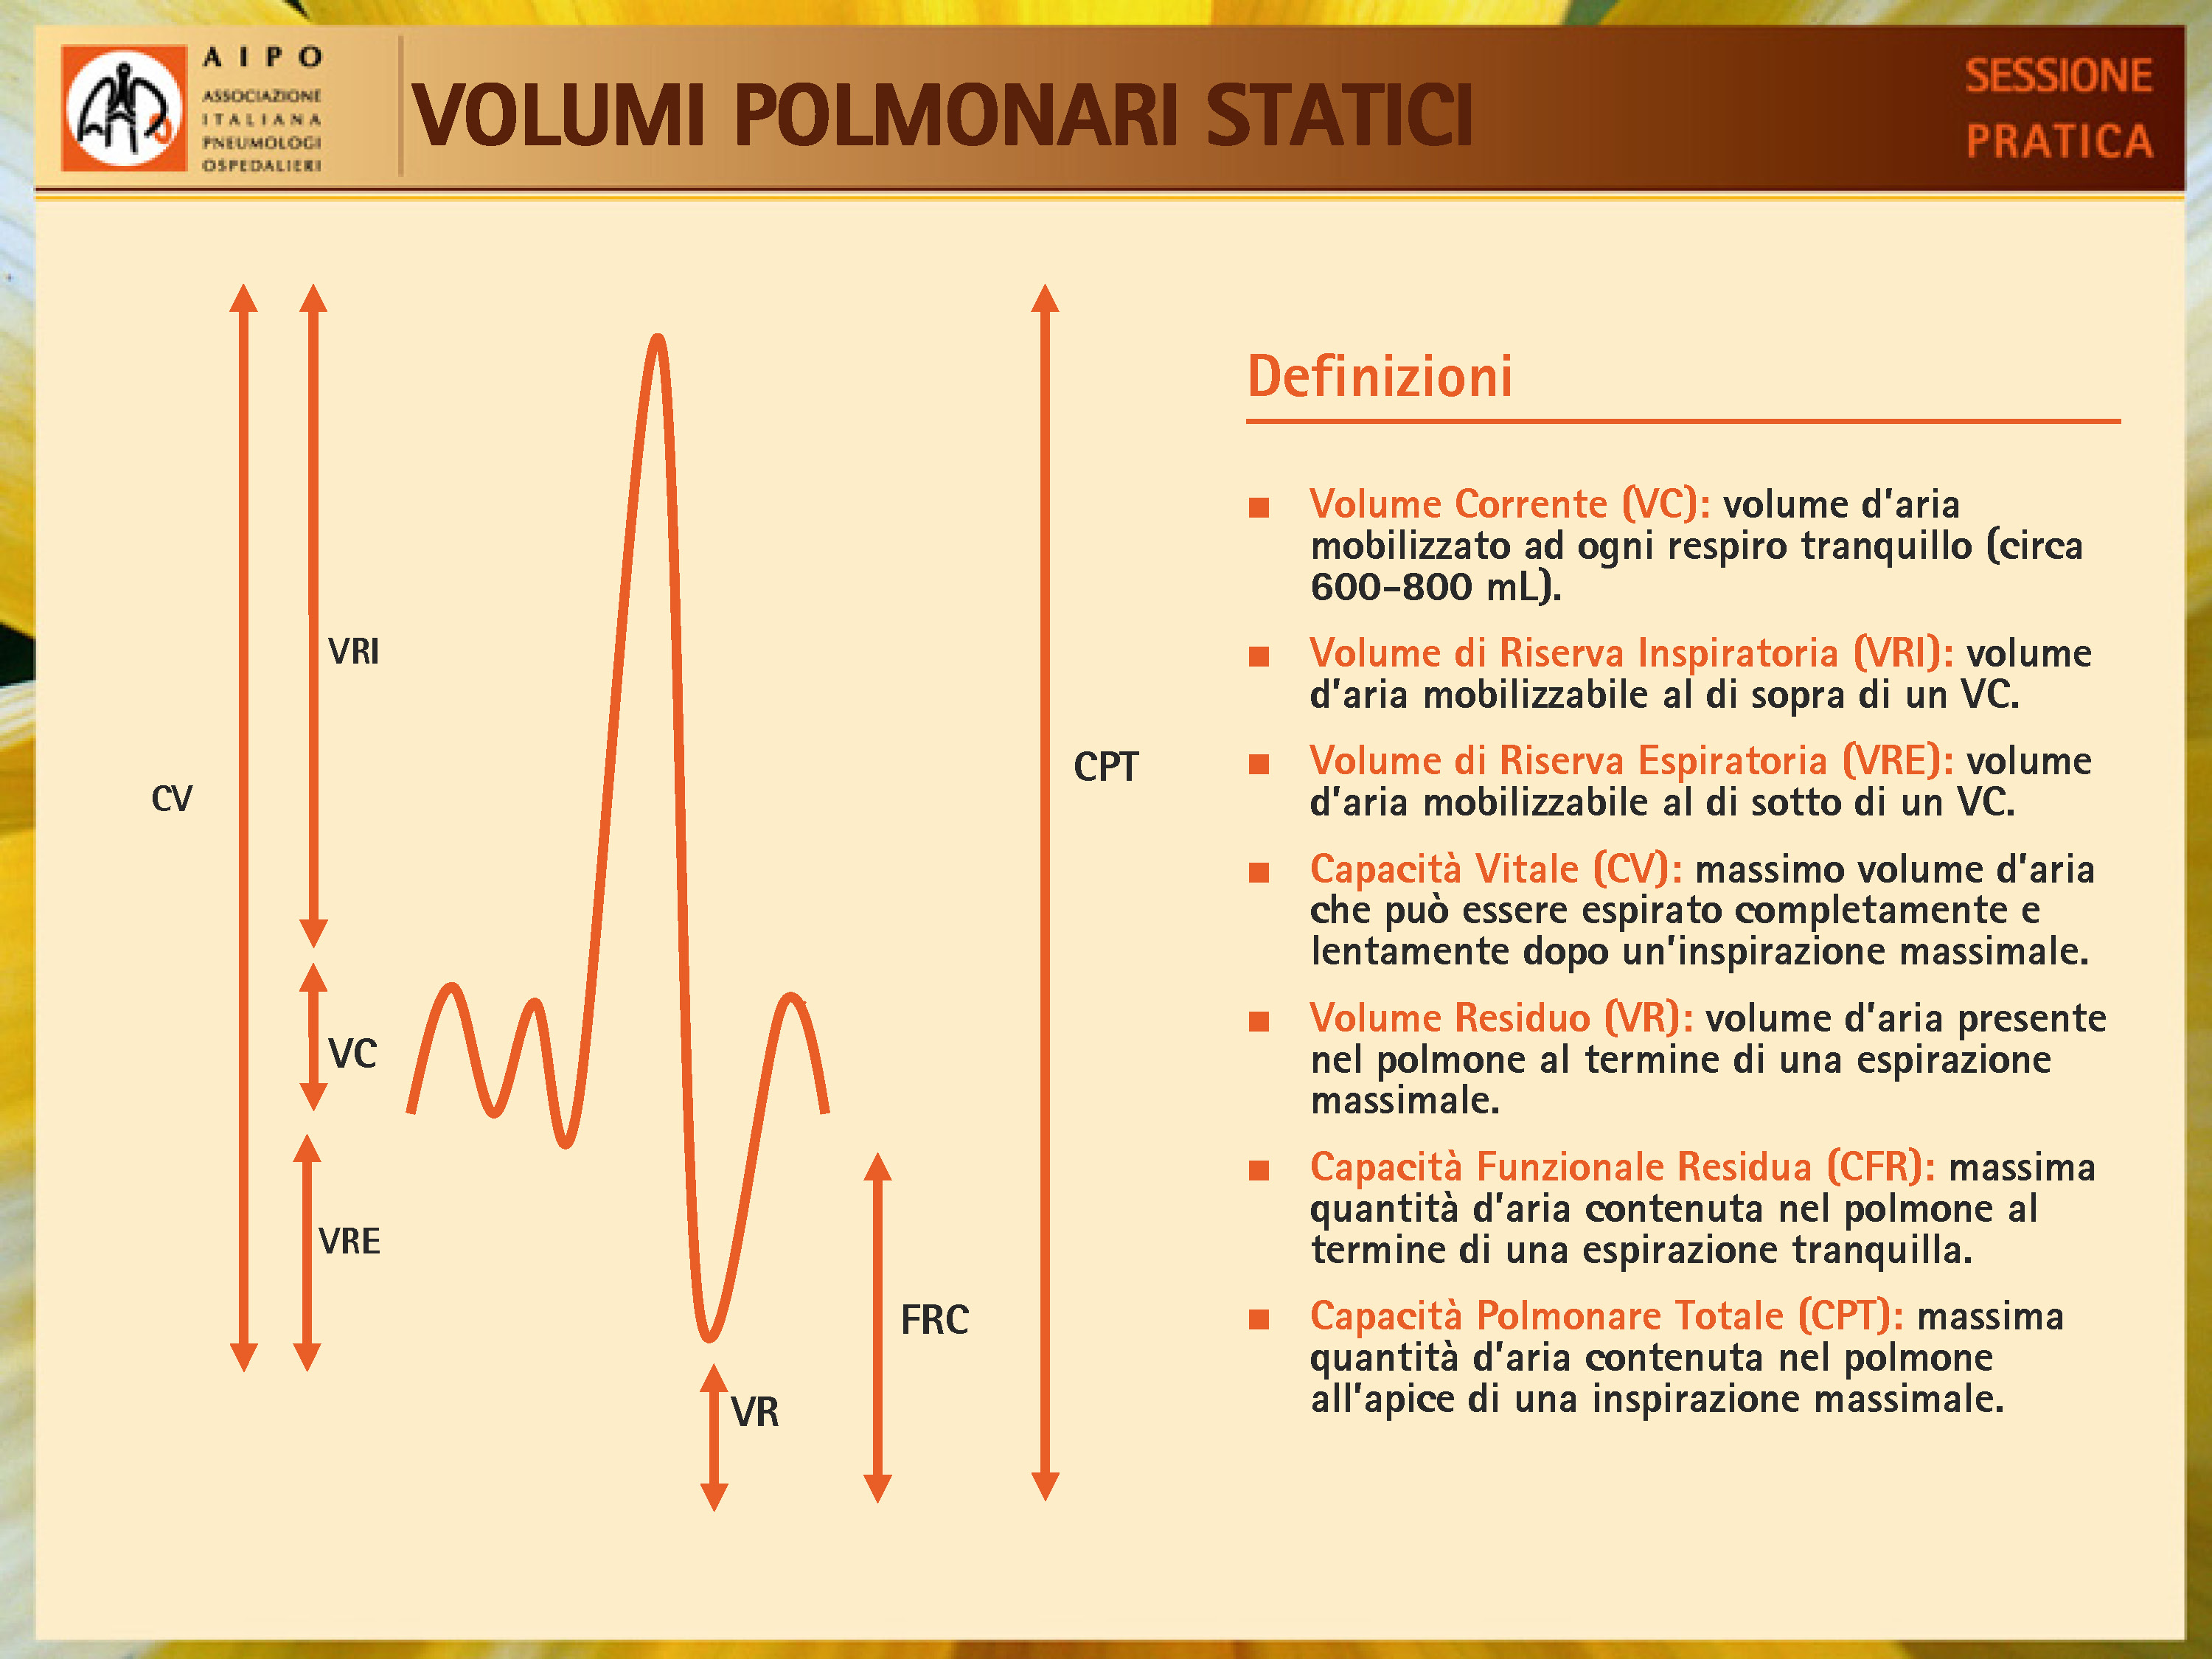 A I P O
ASSOCIAZIONE
ITALIANA
PNEUMOLOGI
OSPEDALIERI
VOLUMI POLMONARI STATICI
SESSIONE
PRATICA
CV
VRI
VC
VRE
VR
FRC
CPT
Definizioni
■ Volume Corrente (VC): volume d'aria
mobilizzato ad ogni respiro tranquillo (circa
600-800 mL).
■ Volume di Riserva Inspiratoria (VRI): volume
d'aria mobilizzabile al di sopra di un VC.
■ Volume di Riserva Espiratoria (VRE): volume
d'aria mobilizzabile al di sotto di un VC.
■ Capacità Vitale (CV): massimo volume d'aria
che può essere espirato completamente e
lentamente dopo un'inspirazione massimale.
■ Volume Residuo (VR): volume d'aria presente
nel polmone al termine di una espirazione
massimale.
■ Capacità Funzionale Residua (CFR): massima
quantità d'aria contenuta nel polmone al
termine di una espirazione tranquilla.
■ Capacità Polmonare Totale (CPT): massima
quantità d'aria contenuta nel polmone
all'apice di una inspirazione massimale.